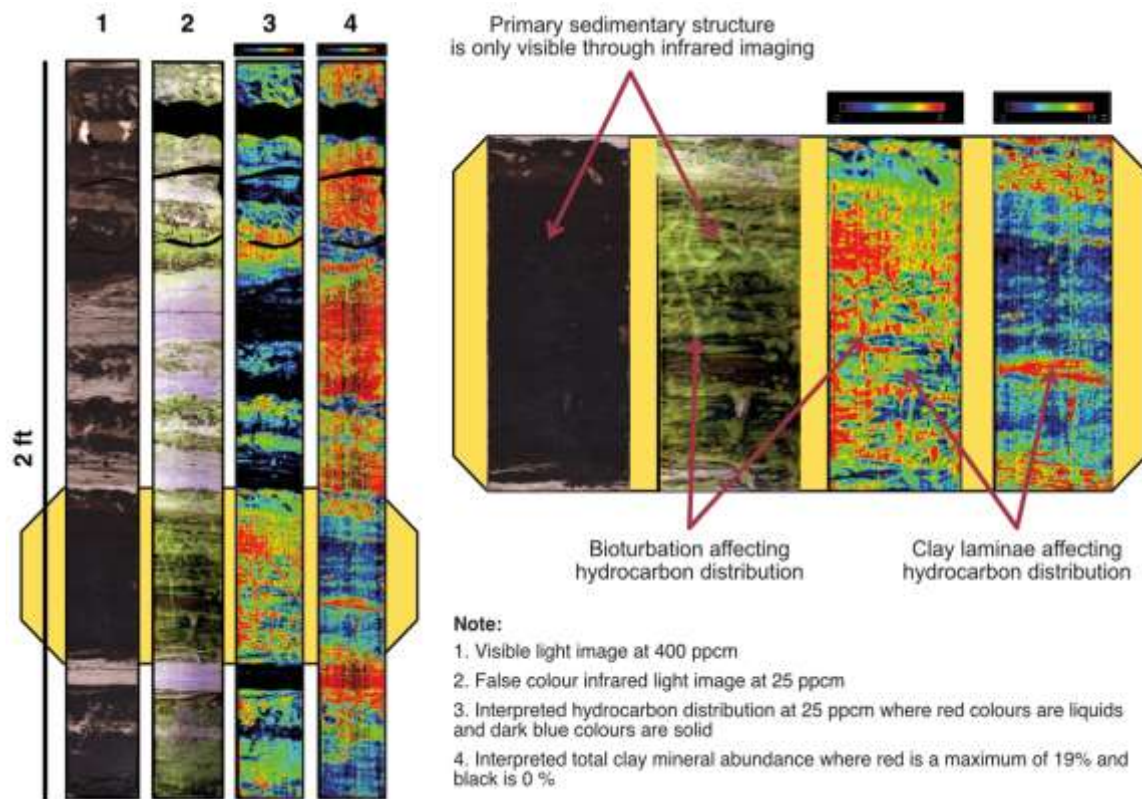 1
2
3
4
2 ft
Primary sedimentary structure
is only visible through infrared imaging
Bioturbation affecting
hydrocarbon distribution
Clay laminae affecting
hydrocarbon distribution
Note:
1. Visible light image at 400 ppcm
2. False colour infrared light image at 25 ppcm
3. Interpreted hydrocarbon distribution at 25 ppcm where red colours are liquids
and dark blue colours are solid
4. Interpreted total clay mineral abundance where red is a maximum of 19% and
black is 0 %